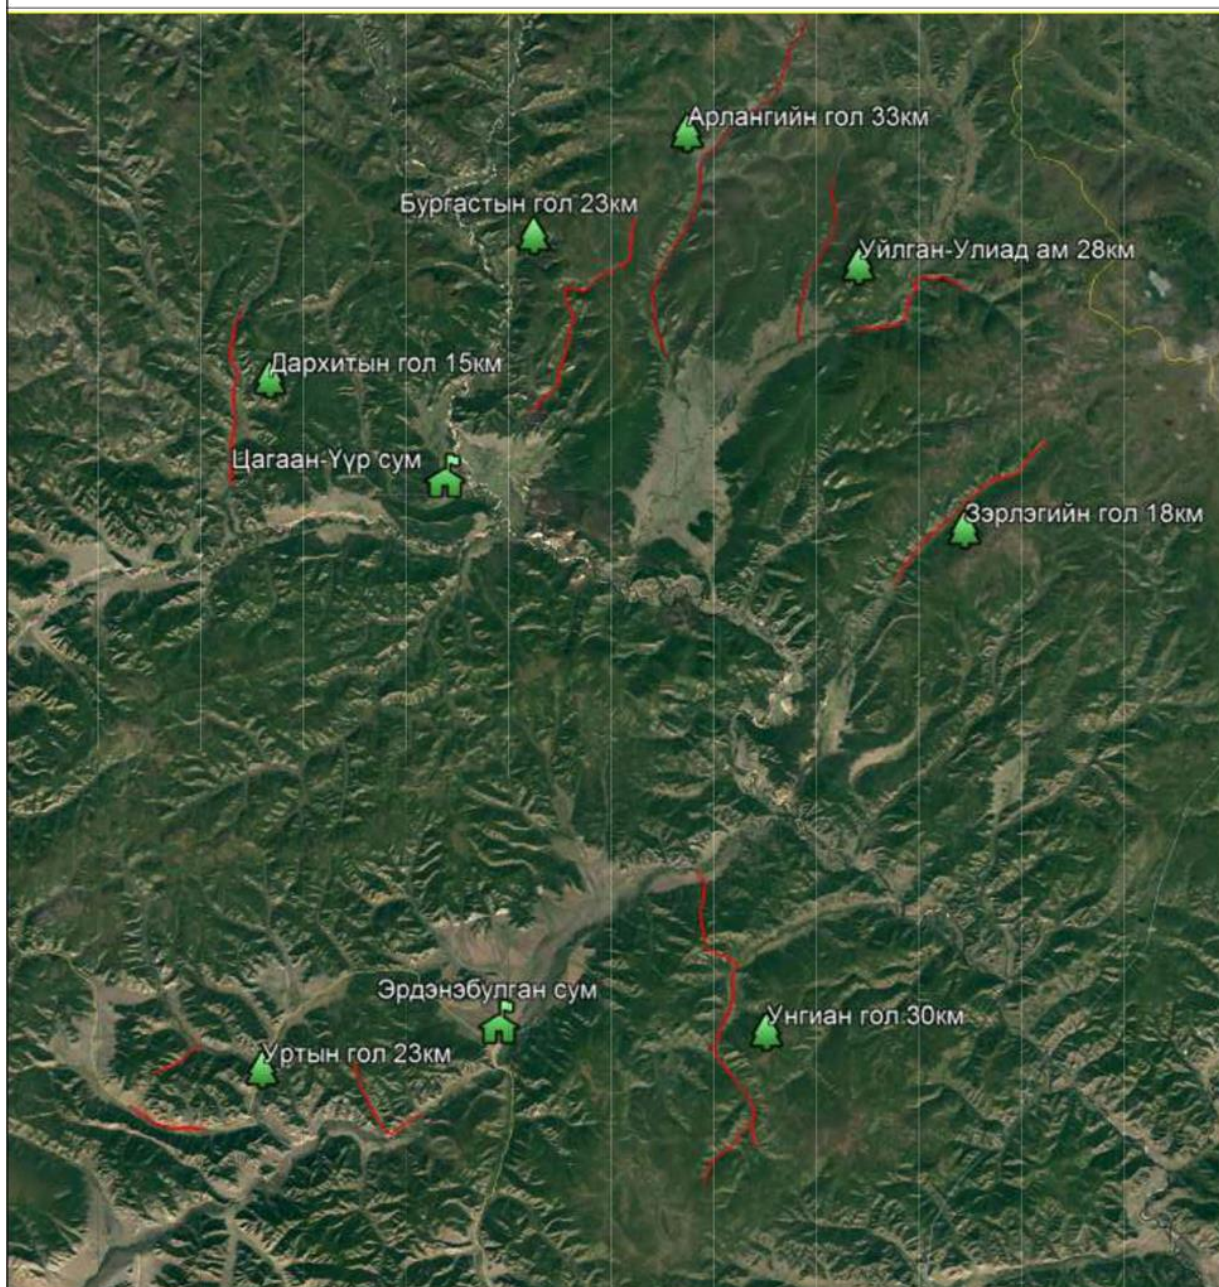 Арлангийн гол 33км
Бургастын гол 23км
Уйлган-Улиад ам 28км
Дархитын гол 15км
Цагаан-Үүр сум
Зэрлэгийн гол 18км
Эрдэнэбулган сум
Унгиан гол 30км
Уртын гол 23км